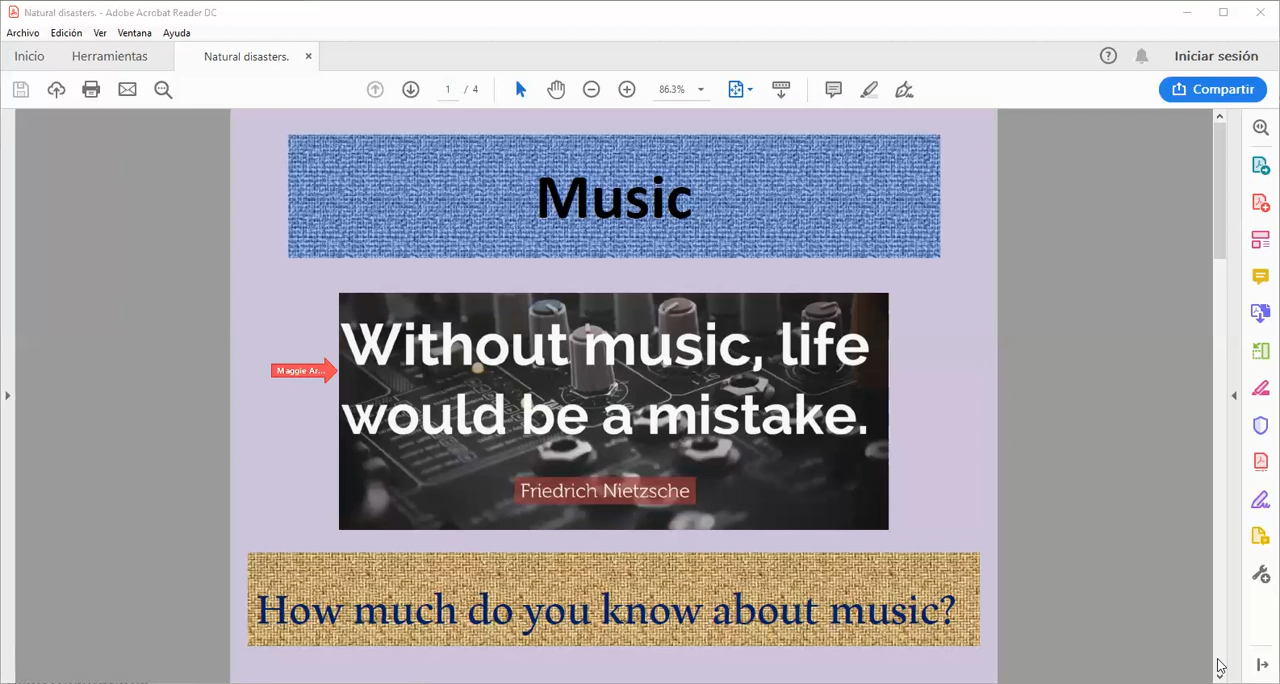 Natural disasters. - Adobe Acrobat Reader DC
Archivo Edición Ver Ventana Ayuda
Inicio Herramientas Natural disasters. × Iniciar sesión
1 / 4 86.3% Compartir
Music
Without music, life
Maggie Ar...
would be a mistake.
Friedrich Nietzsche
How much do you know about music?